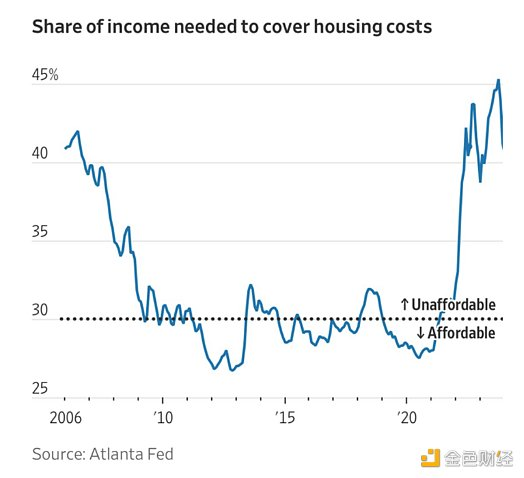 Share of income needed to cover housing costs
45%
40
35
30
25
↑Unaffordable
↓Affordable
2006 '10 '15 '20
Source: Atlanta Fed
金色财经